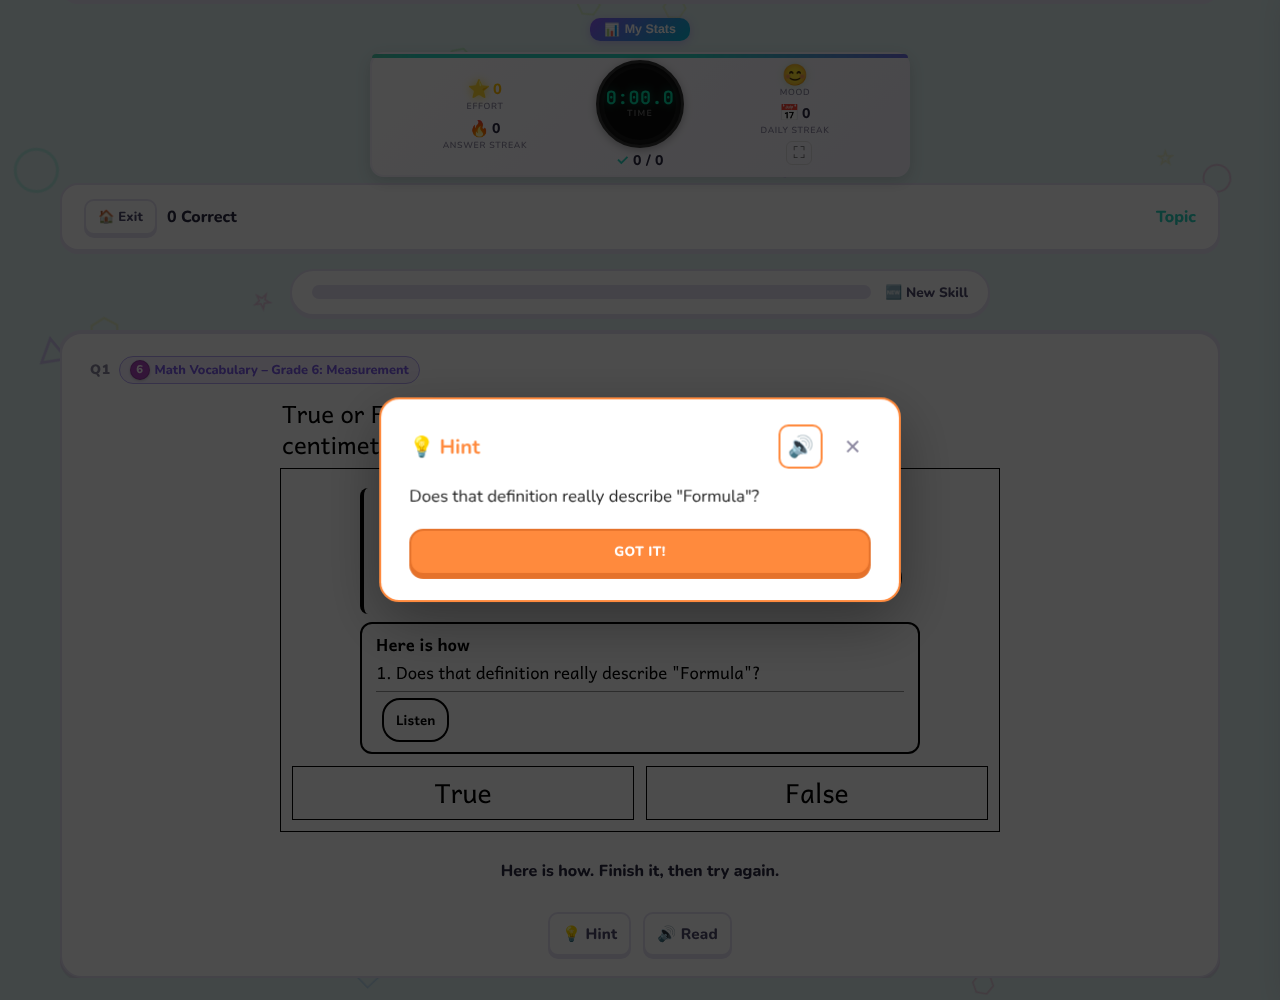 📊 My Stats
⭐ 0
EFFORT
🔥 0
ANSWER STREAK
0:00.0
TIME
✓ 0 / 0
😊
MOOD
📅 0
DAILY STREAK
🏠 Exit
0 Correct
Topic
🆕 New Skill
Q1
6 Math Vocabulary – Grade 6: Measurement
True or
💡 Hint
🔊 ✕
Does that definition really describe "Formula"?
GOT IT!
Here is how
1. Does that definition really describe "Formula"?
Listen
True
False
Here is how. Finish it, then try again.
💡 Hint
🔊 Read